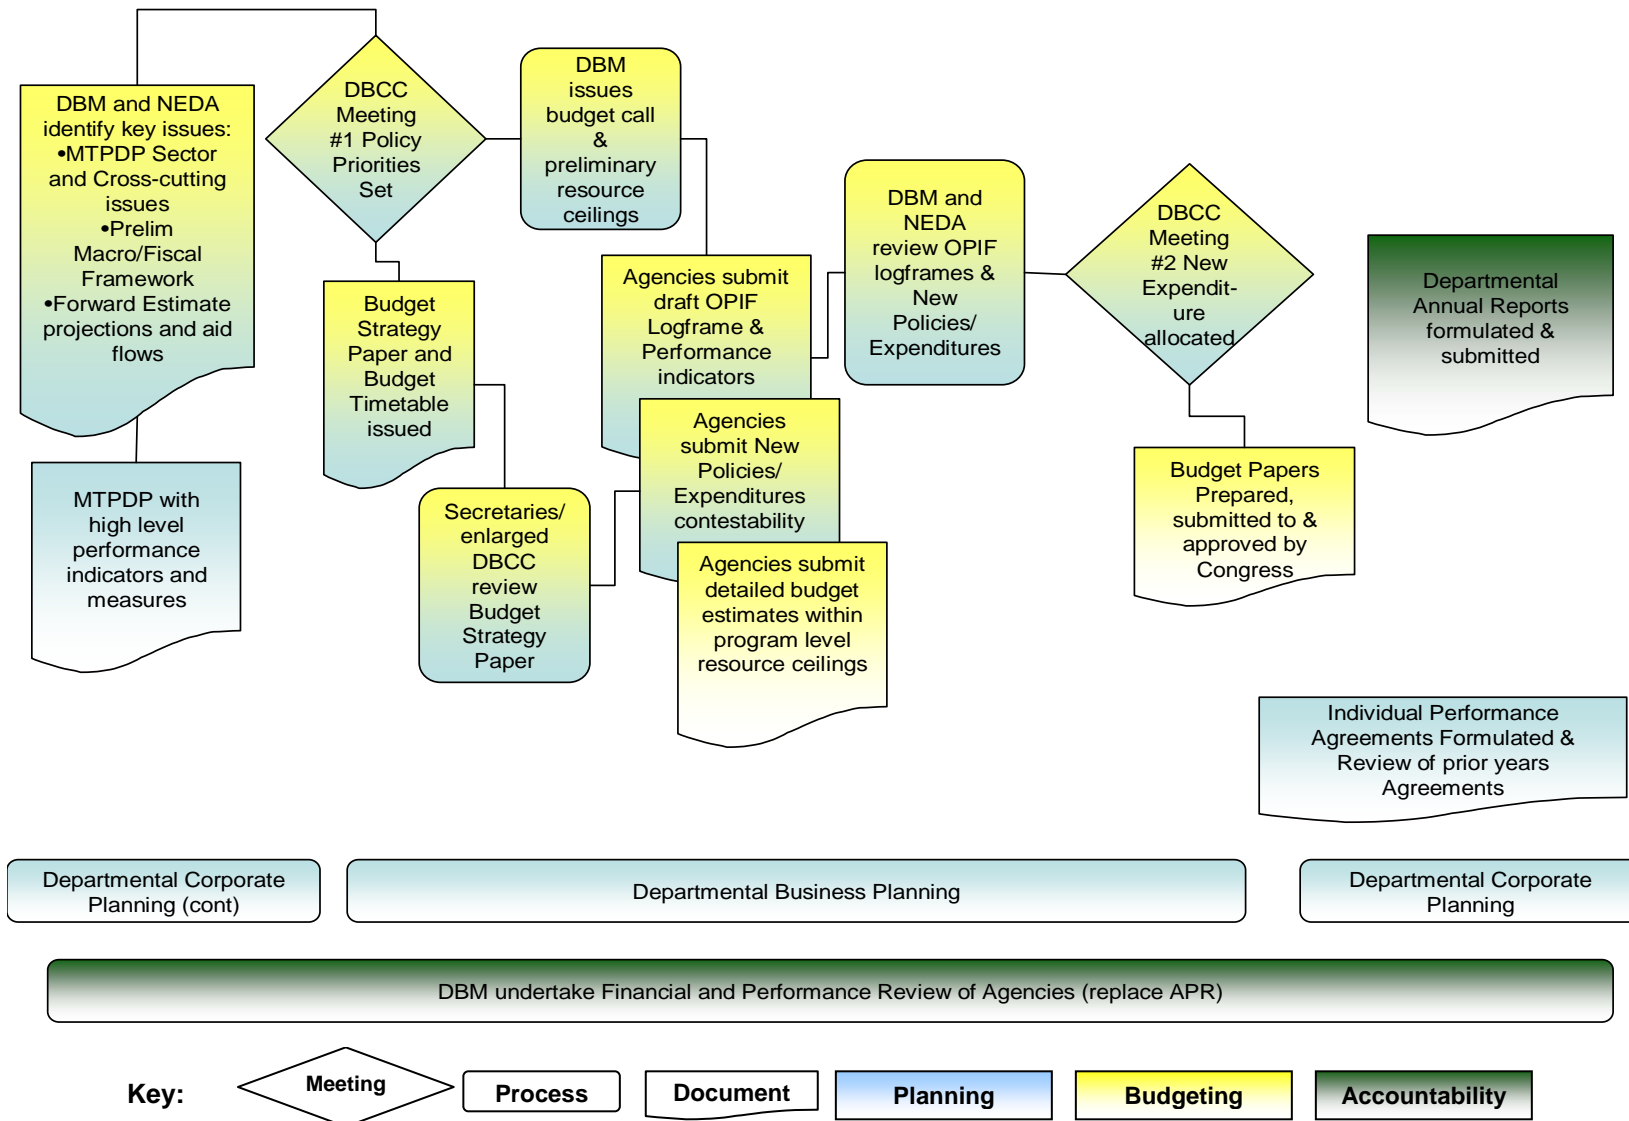 DBM and NEDA
identify key issues:
•MTPDP Sector
and Cross-cutting
issues
•Prelim
Macro/Fiscal
Framework
•Forward Estimate
projections and aid
flows
MTPDP with
high level
performance
indicators and
measures
DBCC
Meeting
#1 Policy
Priorities
Set
Budget
Strategy
Paper and
Budget
Timetable
issued
Secretaries/
enlarged
DBCC
review
Budget
Strategy
Paper
DBM
issues
budget call
&
preliminary
resource
ceilings
Agencies submit
draft OPIF
Logframe &
Performance
indicators
Agencies
submit New
Policies/
Expenditures
contestability
Agencies submit
detailed budget
estimates within
program level
resource ceilings
DBM and
NEDA
review OPIF
logframes &
New
Policies/
Expenditures
DBCC
Meeting
#2 New
Expendit-
ure
allocated
Budget Papers
Prepared,
submitted to &
approved by
Congress
Departmental
Annual Reports
formulated &
submitted
Individual Performance
Agreements Formulated &
Review of prior years
Agreements
Departmental Corporate
Planning (cont)
Departmental Business Planning
Departmental Corporate
Planning
DBM undertake Financial and Performance Review of Agencies (replace APR)
Key:
Meeting
Process
Document
Planning
Budgeting
Accountability